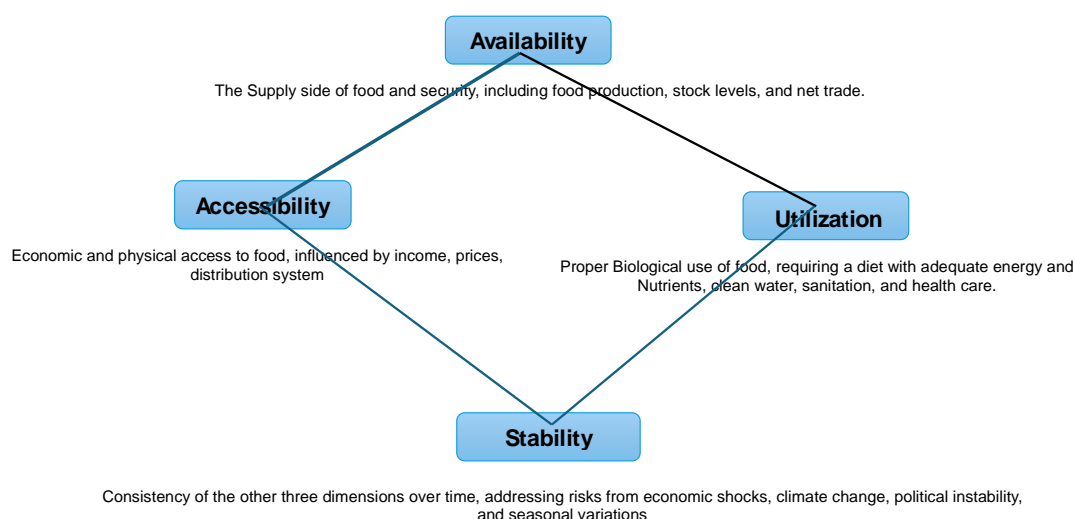 Availability
The Supply side of food and security, including food production, stock levels, and net trade.
Accessibility
Economic and physical access to food, influenced by income, prices,
distribution system
Utilization
Proper Biological use of food, requiring a diet with adequate energy and
Nutrients, clean water, sanitation, and health care.
Stability
Consistency of the other three dimensions over time, addressing risks from economic shocks, climate change, political instability,
and seasonal variations